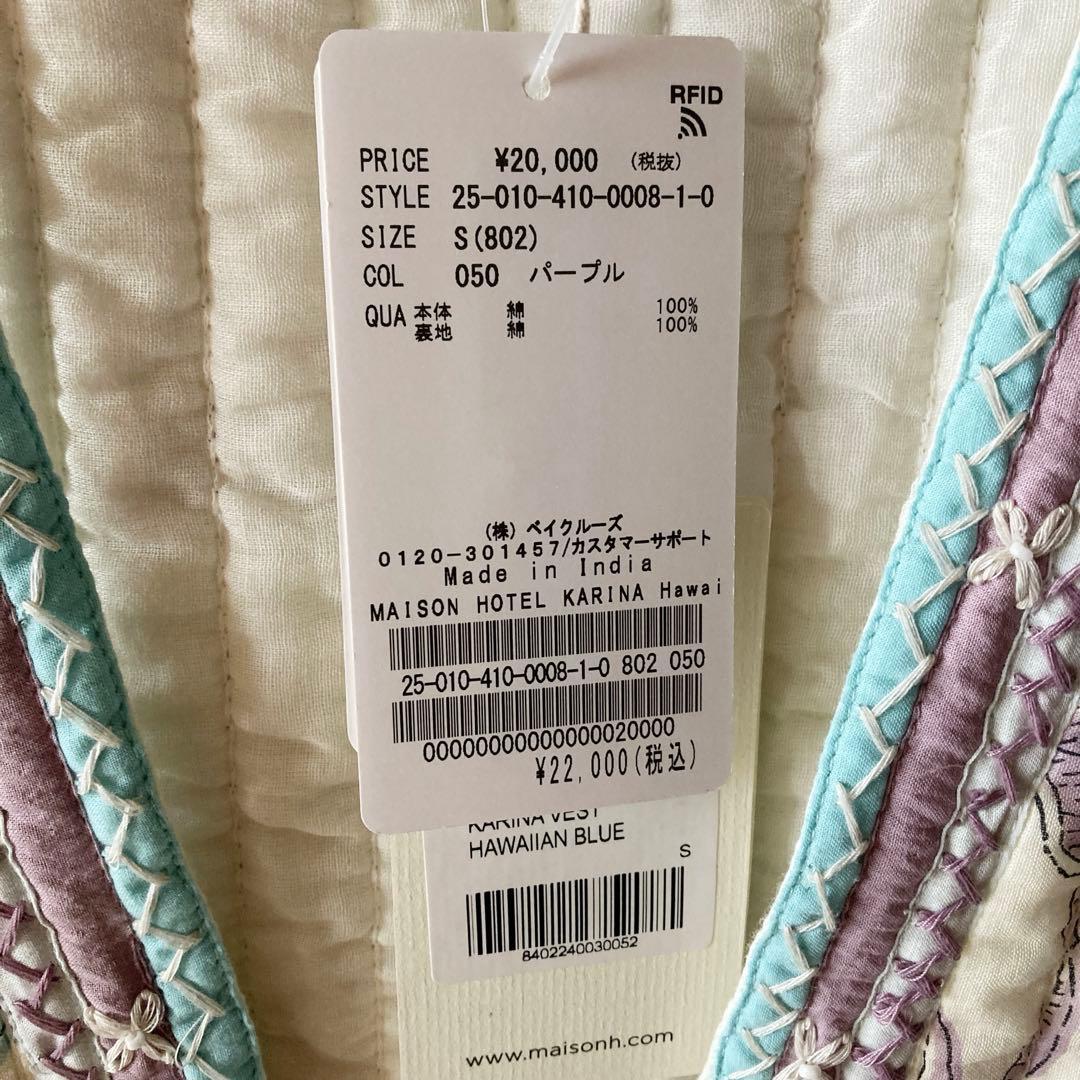 RFID
PRICE ¥20,000 (税抜)
STYLE 25-010-410-0008-1-0
SIZE S(802)
COL 050 パープル
QUA 本体 綿 100%
裏地 綿 100%
(株) ベイクルーズ
0120-301457/カスタマーサポート
Made in India
MAISON HOTEL KARINA Hawai
25-010-410-0008-1-0 802 050
00000000000000020000
¥22,000(税込)
KARINA VEST
HAWAIIAN BLUE
S
8402240030052
www.maisonh.com